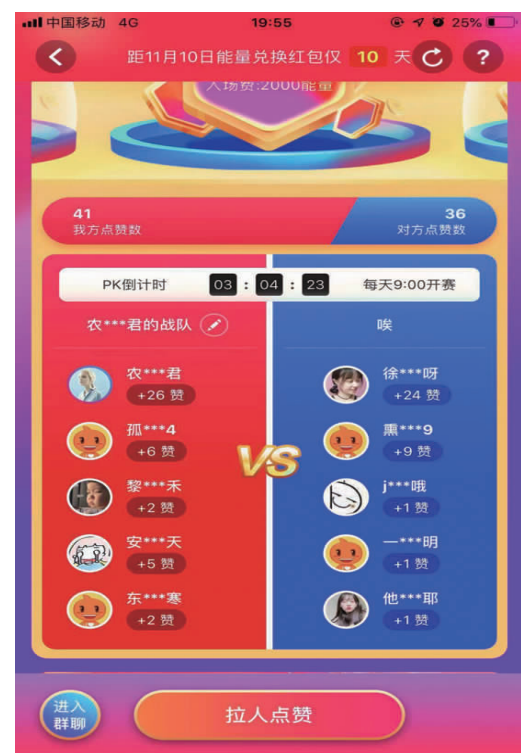 中国移动 4G 19:55 25%
距11月10日能量兑换红包仅 10 天 ?
入场费:2000能量
41 36
我方点赞数 对方点赞数
PK倒计时 03 : 04 : 23 每天9:00开赛
农***君的战队 唉
农***君 徐***呀
+26 赞 +24 赞
孤***4 熏***9
+6 赞 +9 赞
VS
黎***禾 j***哦
+2 赞 +1 赞
安***天 一***明
+5 赞 +1 赞
东***寒 他***耶
+2 赞 +1 赞
进入
群聊
拉人点赞